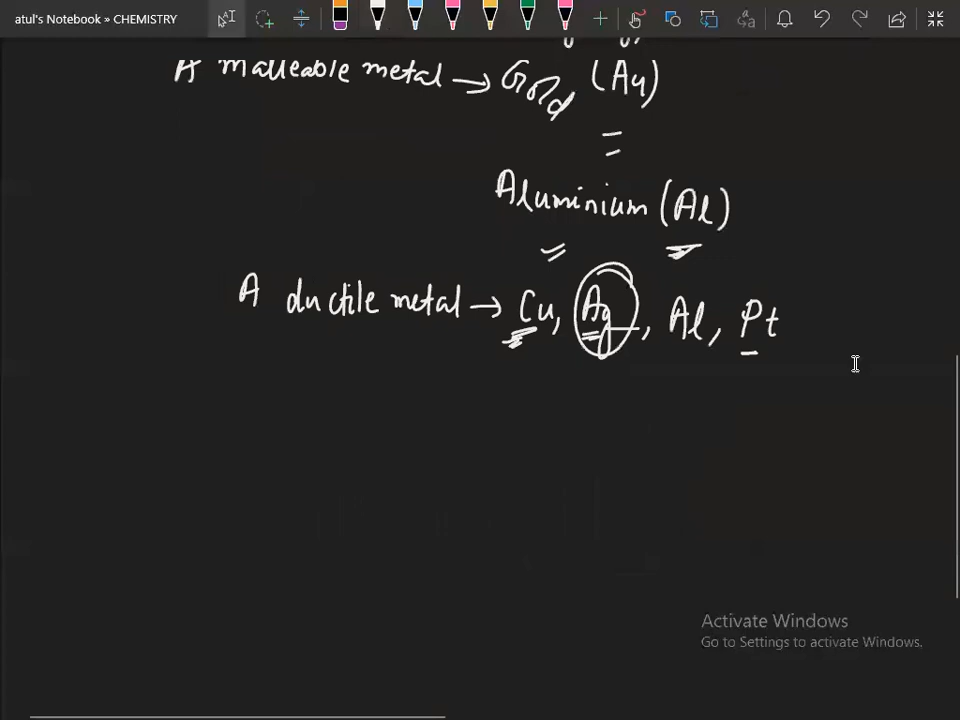 atul's Notebook » CHEMISTRY
A malleable metal → Gold (Au)
Aluminium (Al)
A ductile metal → Cu, Ag, Al, Pt
Activate Windows
Go to Settings to activate Windows.